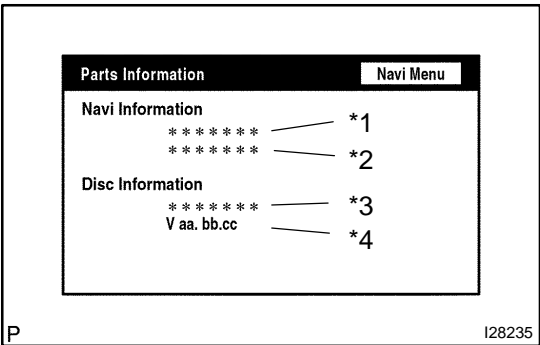 Parts Information Navi Menu
Navi Information
******* *1
******* *2
Disc Information
******* *3
V aa. bb.cc *4
P I28235